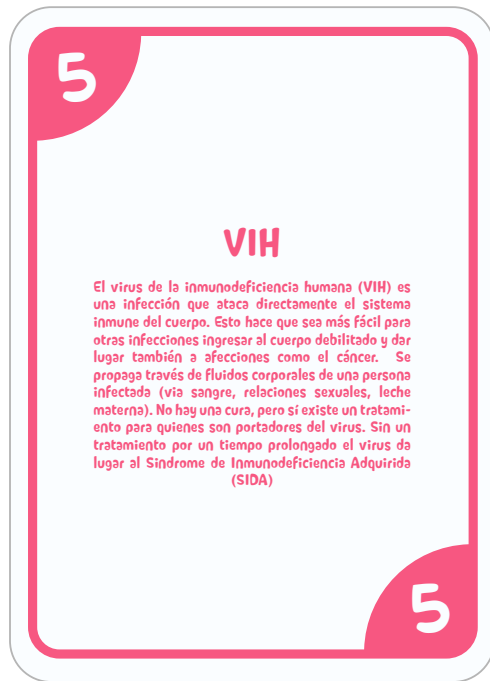 5
VIH
El virus de la inmunodeficiencia humana (VIH) es
una infección que ataca directamente el sistema
inmune del cuerpo. Esto hace que sea más fácil para
otras infecciones ingresar al cuerpo debilitado y dar
lugar también a afecciones como el cáncer. Se
propaga través de fluidos corporales de una persona
infectada (via sangre, relaciones sexuales, leche
materna). No hay una cura, pero si existe un tratami-
ento para quienes son portadores del virus. Sin un
tratamiento por un tiempo prolongado el virus da
lugar al Sindrome de Inmunodeficiencia Adquirida
(SIDA)
5